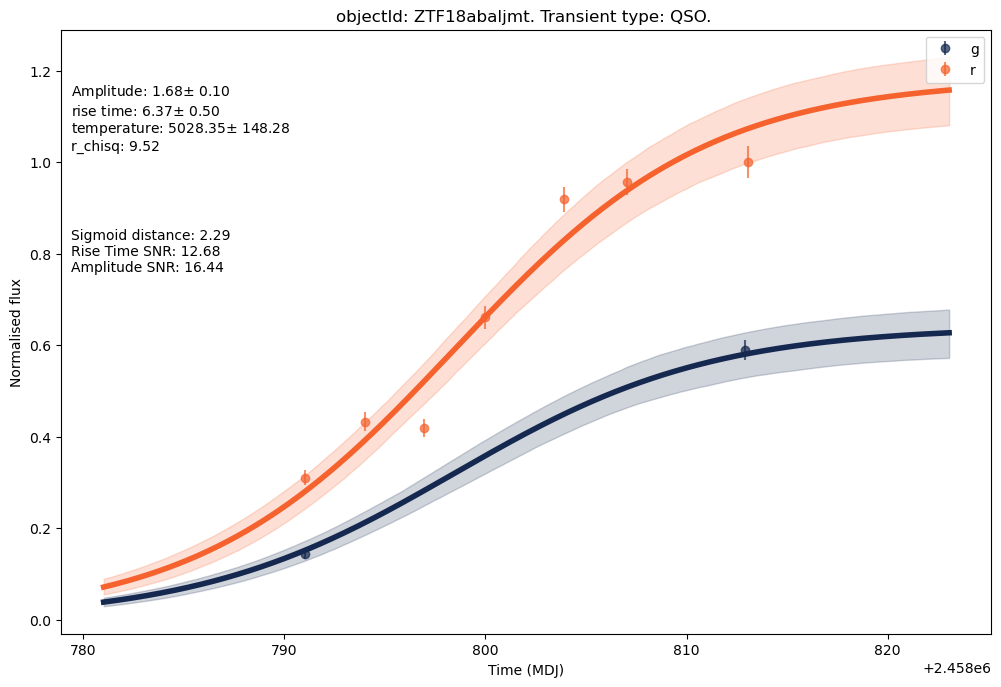 objectId: ZTF18abaljmt. Transient type: QSO.
g
r
Amplitude: 1.68± 0.10
rise time: 6.37± 0.50
temperature: 5028.35± 148.28
r_chisq: 9.52
Sigmoid distance: 2.29
Rise Time SNR: 12.68
Amplitude SNR: 16.44
Normalised flux
1.2
1.0
0.8
0.6
0.4
0.2
0.0
780 790 800 810 820
Time (MDJ)
+2.458e6